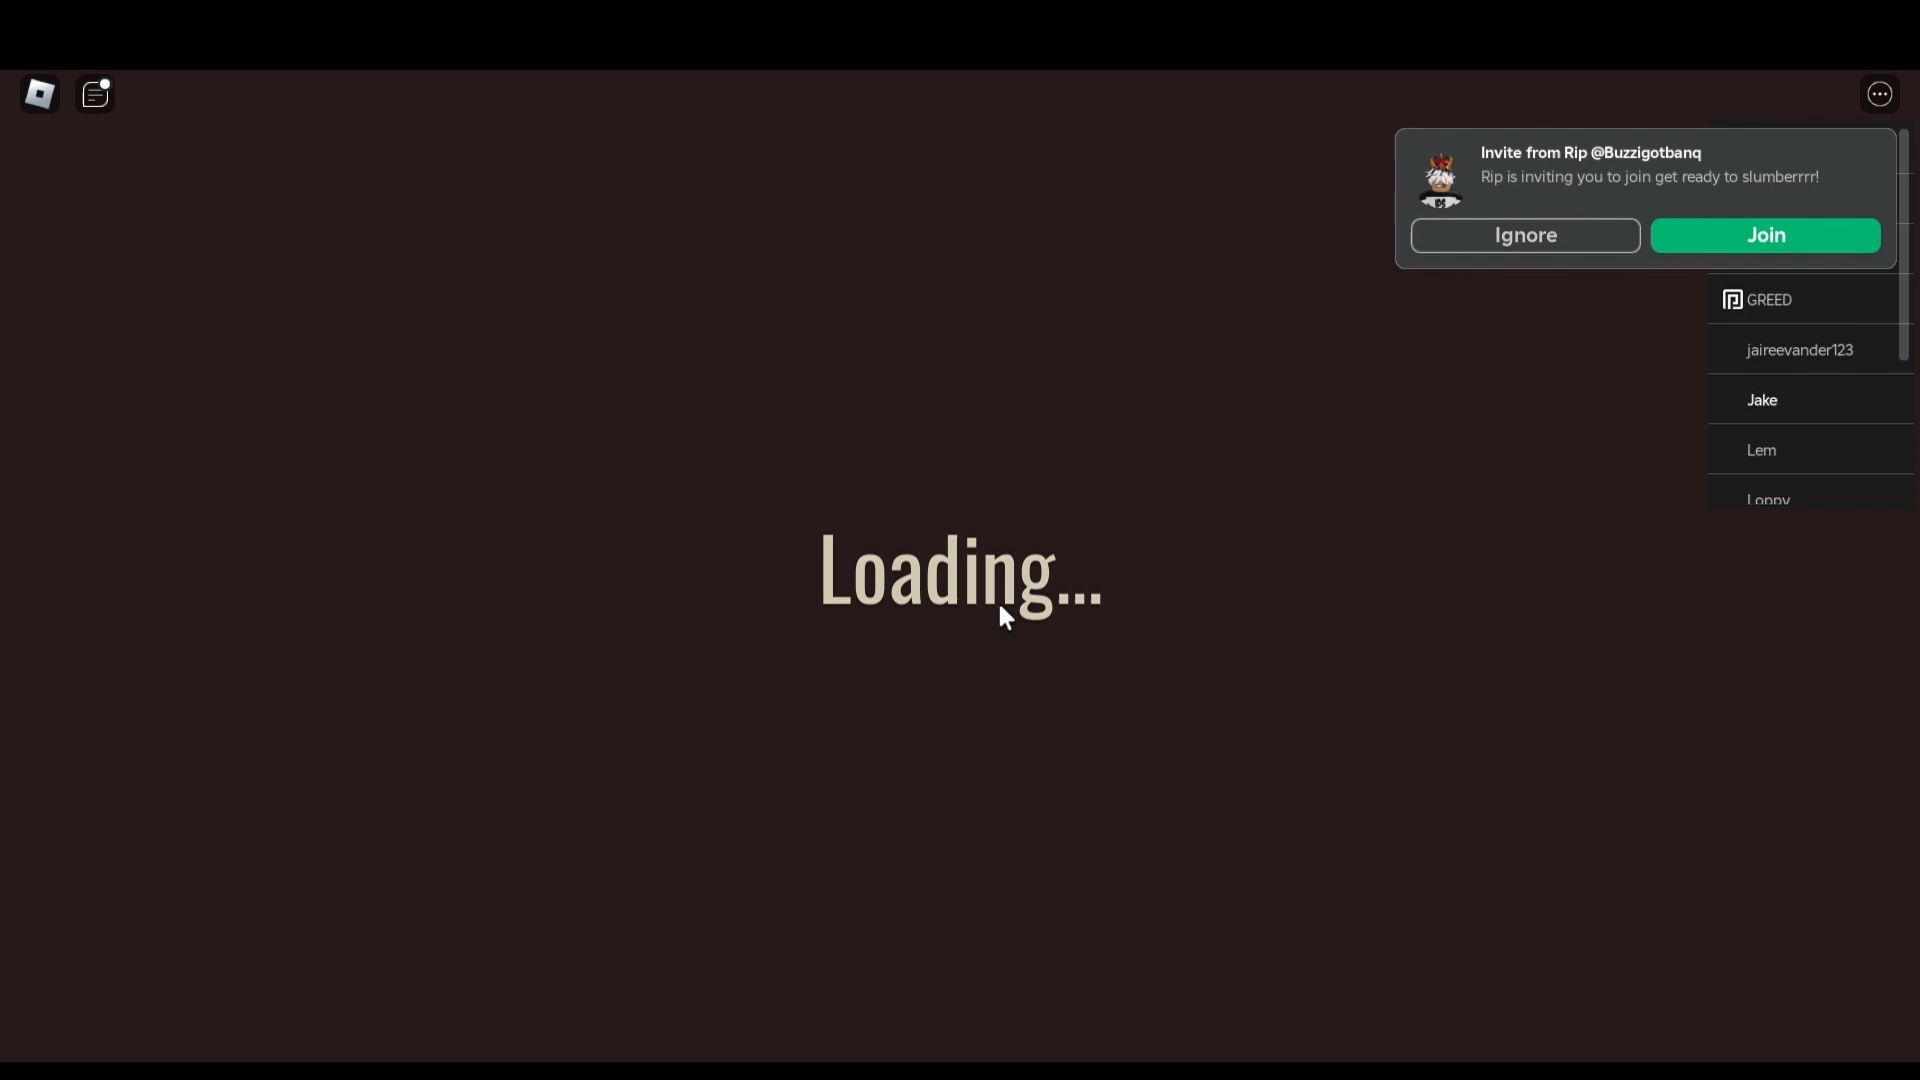 Invite from Rip @Buzzigotbanq
Rip is inviting you to join get ready to slumberrrr!
Ignore
Join
GREED
jaireevander123
Jake
Lem
Loppy
Loading...